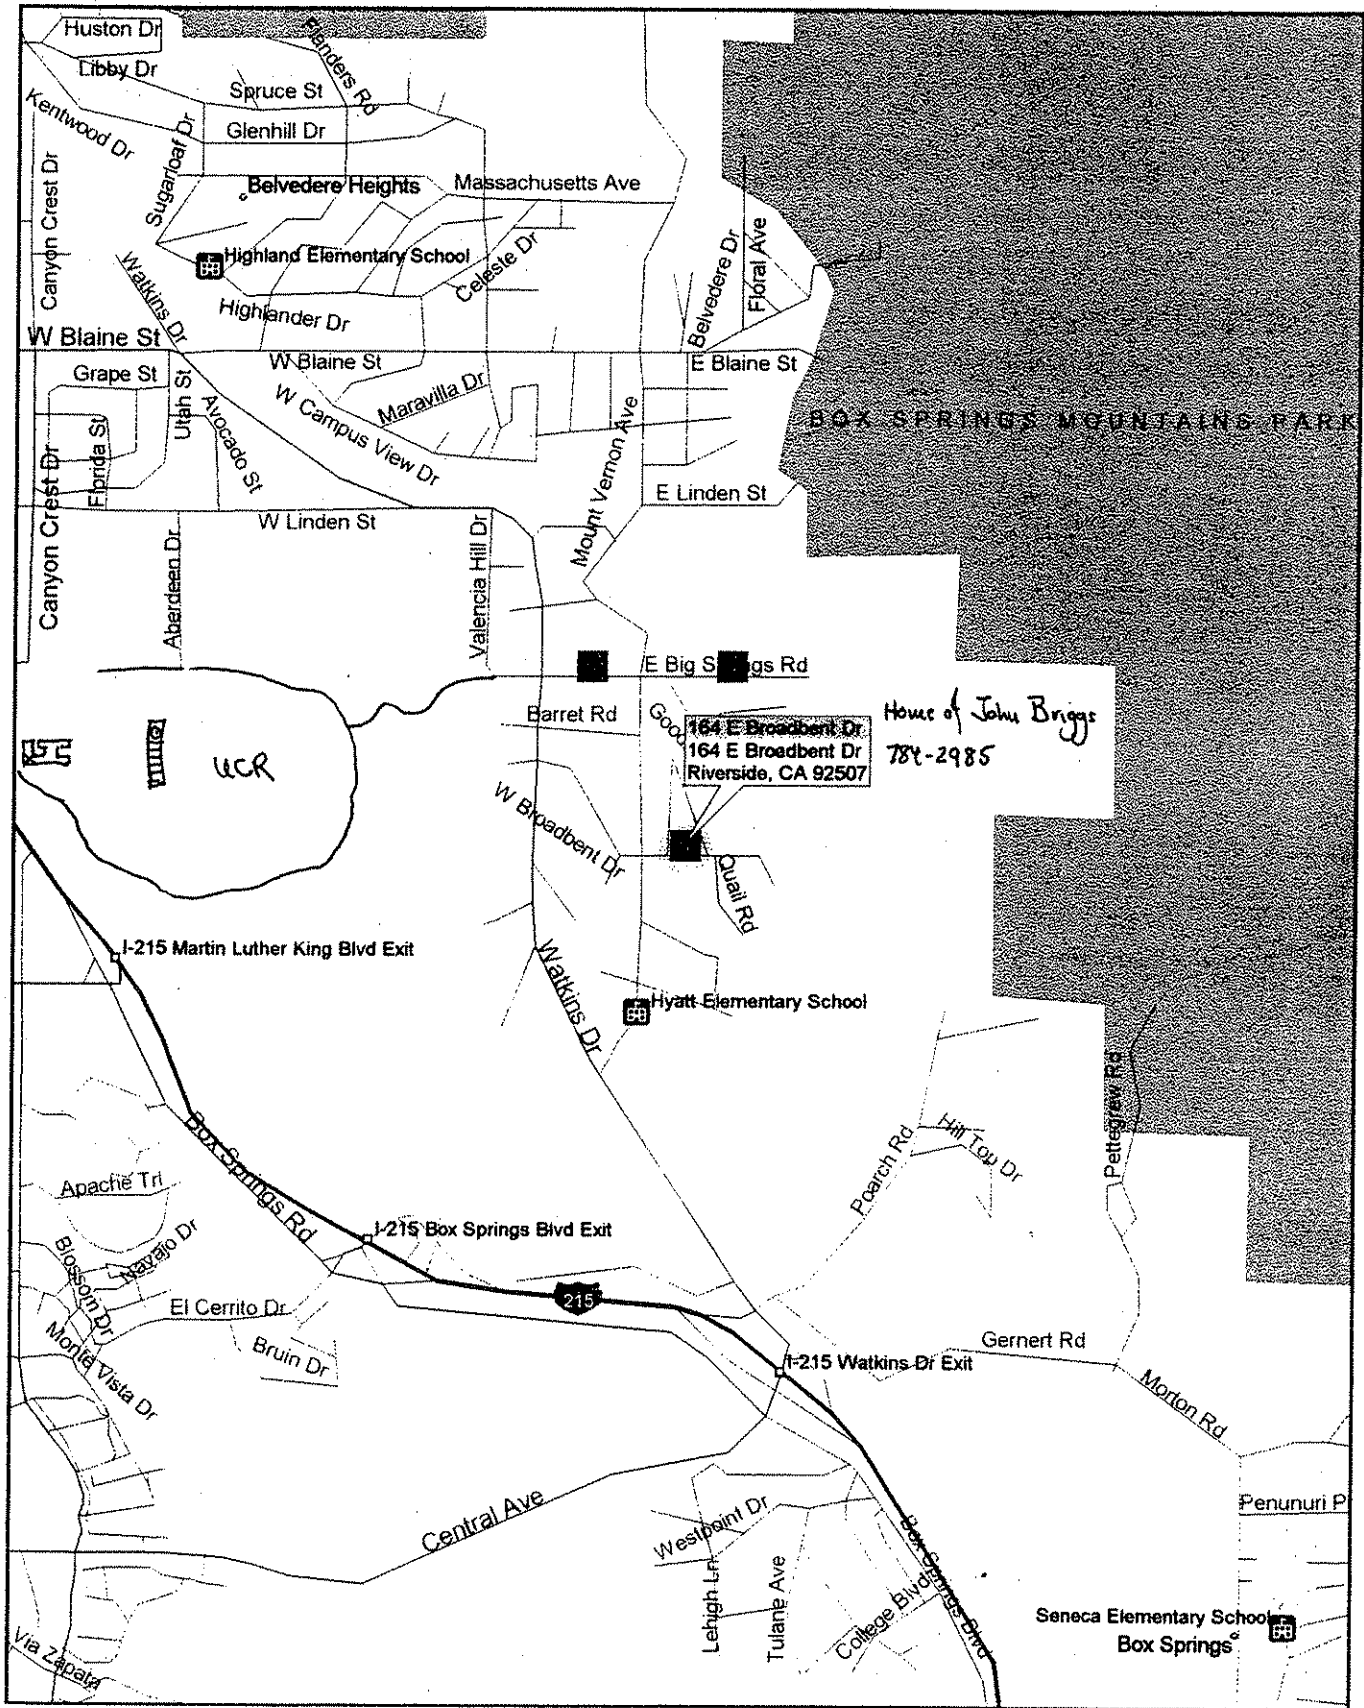 Huston Dr
Libby Dr
Flanders Rd
Spruce St
Kentwood Dr
Glenhill Dr
Sugarloaf Dr
Canyon Crest Dr
Belvedere Heights
Massachusetts Ave
Highland Elementary School
Celeste Dr
Belvedere Dr
Floral Ave
Watkins Dr
Highlander Dr
W Blaine St
W Blaine St
E Blaine St
Grape St
Utah St
Maravilla Dr
W Campus View Dr
Avocado St
Florida St
BOX SPRINGS MOUNTAINS PARK
Mount Vernon Ave
Canyon Crest Dr
E Linden St
W Linden St
Aberdeen Dr
Valencia Hill Dr
E Big S ngs Rd
Barret Rd
Good
164 E Broadbent Dr
164 E Broadbent Dr
Riverside, CA 92507
Home of John Briggs
784-2985
UCR
W Broadbent Dr
Quail Rd
I-215 Martin Luther King Blvd Exit
Watkins Dr
Hyatt Elementary School
Pettegrew Rd
Hill Top Dr
Poarch Rd
Box Springs Rd
Apache Trl
Navajo Dr
Blossom Dr
I-215 Box Springs Blvd Exit
215
El Cerrito Dr
Bruin Dr
Monte Vista Dr
Gernert Rd
I-215 Watkins Dr Exit
Morton Rd
Central Ave
Westpoint Dr
Penunuri P
Lehigh Ln
Tulane Ave
College Blvd
Box Springs Blvd
Seneca Elementary School
Box Springs
Via Zapata